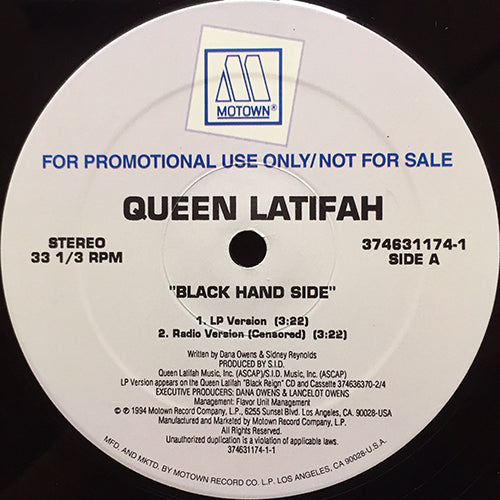 MOTOWN®
FOR PROMOTIONAL USE ONLY/NOT FOR SALE
QUEEN LATIFAH
STEREO
33 1/3 RPM
374631174-1
SIDE A
"BLACK HAND SIDE"
1. LP Version (3:22)
2. Radio Version (Censored) (3:22)
Written by Dana Owens & Sidney Reynolds
PRODUCED BY S.I.D.
Queen Latifah Music, Inc. (ASCAP)/S.I.D. Music, Inc. (ASCAP)
LP Version appears on the Queen Latifah "Black Reign" CD and Cassette 374636370-2/4
EXECUTIVE PRODUCERS: DANA OWENS & LANCELOT OWENS
Management: Flavor Unit Management
© ℗ 1994 Motown Record Company, L.P., 6255 Sunset Blvd. Los Angeles, CA. 90028-USA
Manufactured and Marketed by Motown Record Company, L.P.
All Rights Reserved.
Unauthorized duplication is a violation of applicable laws.
374631174-1-1
MFD. AND MKTD. BY MOTOWN RECORD CO. L.P. LOS ANGELES, CA 90028-U.S.A.